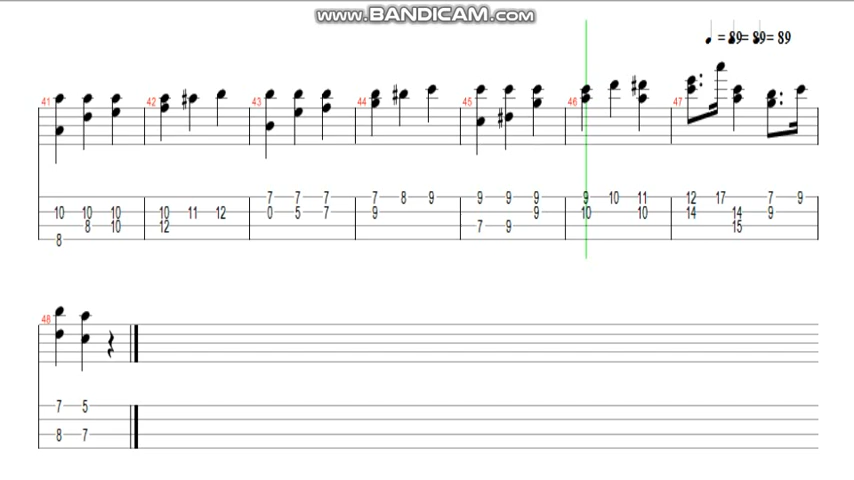 www.BANDICAM.com
= 89= 89= 89
41 42 43 44 45 46 47
7 7 7 7 8 9 9 9 9 9 10 11 12 17 7 9
10 10 10 10 11 12 0 5 7 9 9 10 10 14 14 9
8 10 12 7 9 15
8
48
7 5
8 7